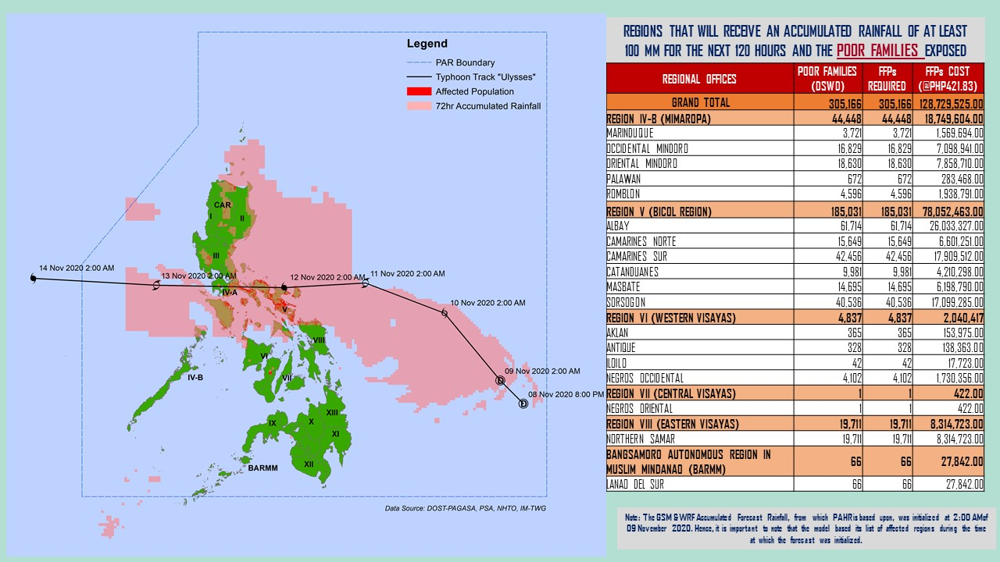 Legend
PAR Boundary
Typhoon Track "Ulysses"
Affected Population
72hr Accumulated Rainfall
CAR
I
II
III
14 Nov 2020 2:00 AM
13 Nov 2020 2:00 AM
12 Nov 2020 2:00 AM
11 Nov 2020 2:00 AM
IV-A
10 Nov 2020 2:00 AM
V
VIII
VI
09 Nov 2020 2:00 AM
IV-B
VII
08 Nov 2020 8:00 PM
XIII
IX
X
XI
XII
BARMM
Data Source: DOST-PAGASA, PSA, NHTO, IM-TWG
REGIONS THAT WILL RECEIVE AN ACCUMULATED RAINFALL OF AT LEAST
100 MM FOR THE NEXT 120 HOURS AND THE POOR FAMILIES EXPOSED
REGIONAL OFFICES POOR FAMILIES (DSWD) FFPs REQUIRED FFPs COST (@PHP421.83)
GRAND TOTAL 305,166 305,166 128,729,525.00
REGION IV-B (MIMAROPA) 44,448 44,448 18,749,604.00
MARINDUQUE 3,721 3,721 1,569,694.00
OCCIDENTAL MINDORO 16,829 16,829 7,098,941.00
ORIENTAL MINDORO 18,630 18,630 7,858,710.00
PALAWAN 672 672 283,468.00
ROMBLON 4,596 4,596 1,938,791.00
REGION V (BICOL REGION) 185,031 185,031 78,052,463.00
ALBAY 61,714 61,714 26,033,327.00
CAMARINES NORTE 15,649 15,649 6,601,251.00
CAMARINES SUR 42,456 42,456 17,909,512.00
CATANDUANES 9,981 9,981 4,210,298.00
MASBATE 14,695 14,695 6,198,790.00
SORSOGON 40,536 40,536 17,099,285.00
REGION VI (WESTERN VISAYAS) 4,837 4,837 2,040,417
AKLAN 365 365 153,975.00
ANTIQUE 328 328 138,363.00
ILOILO 42 42 17,723.00
NEGROS OCCIDENTAL 4,102 4,102 1,730,356.00
REGION VII (CENTRAL VISAYAS) 1 1 422.00
NEGROS ORIENTAL 1 1 422.00
REGION VIII (EASTERN VISAYAS) 19,711 19,711 8,314,723.00
NORTHERN SAMAR 19,711 19,711 8,314,723.00
BANGSAMORO AUTONOMOUS REGION IN
MUSLIM MINDANAO (BARMM) 66 66 27,842.00
LANAO DEL SUR 66 66 27,842.00
Note: The GSM & WRF Accumulated Forecast Rainfall, from which PAHR is based upon, was initialized at 2:00 AM of
09 November 2020. Hence, it is important to note that the model based its list of affected regions during the time
at which the forecast was initialized.